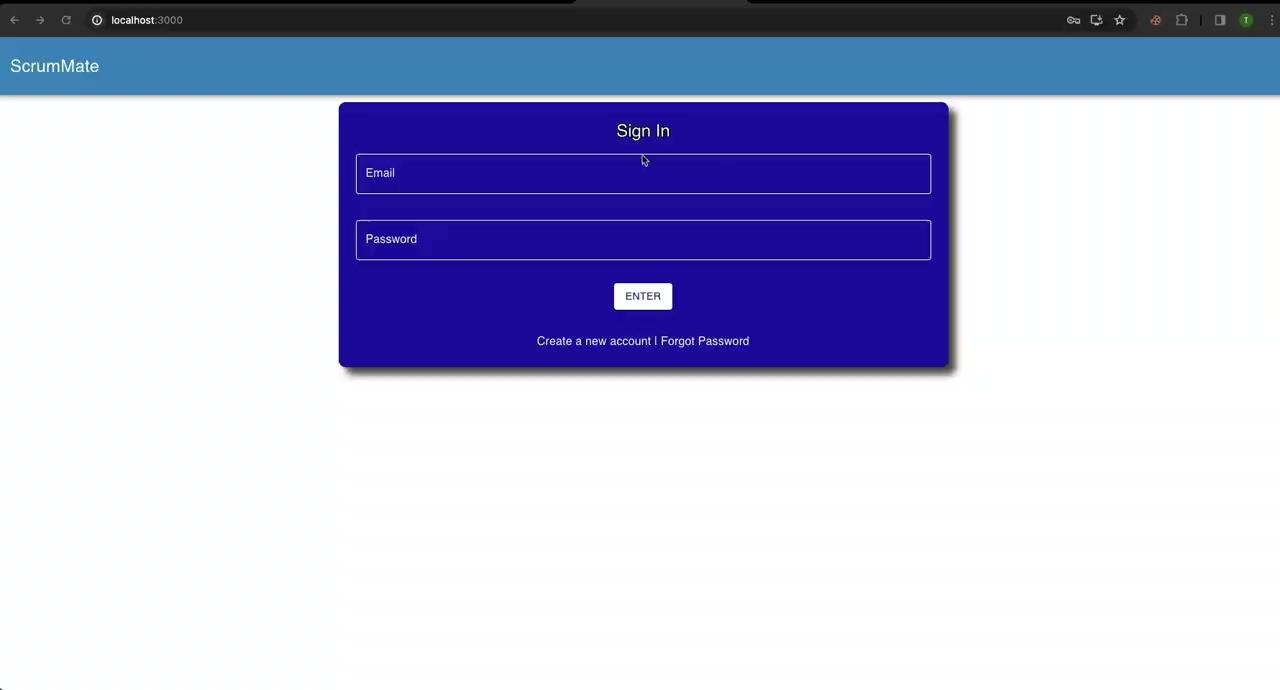 localhost:3000
T
ScrumMate
Sign In
Email
Password
ENTER
Create a new account | Forgot Password